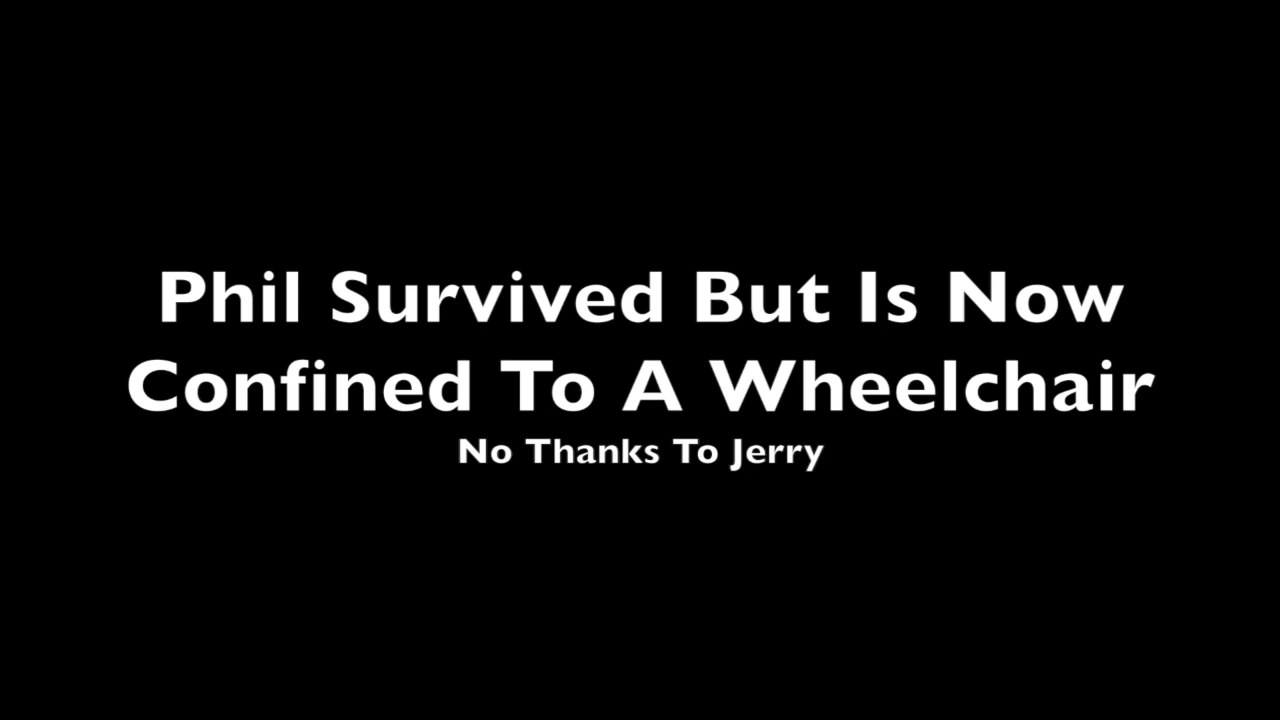 Phil Survived But Is Now
Confined To A Wheelchair
No Thanks To Jerry